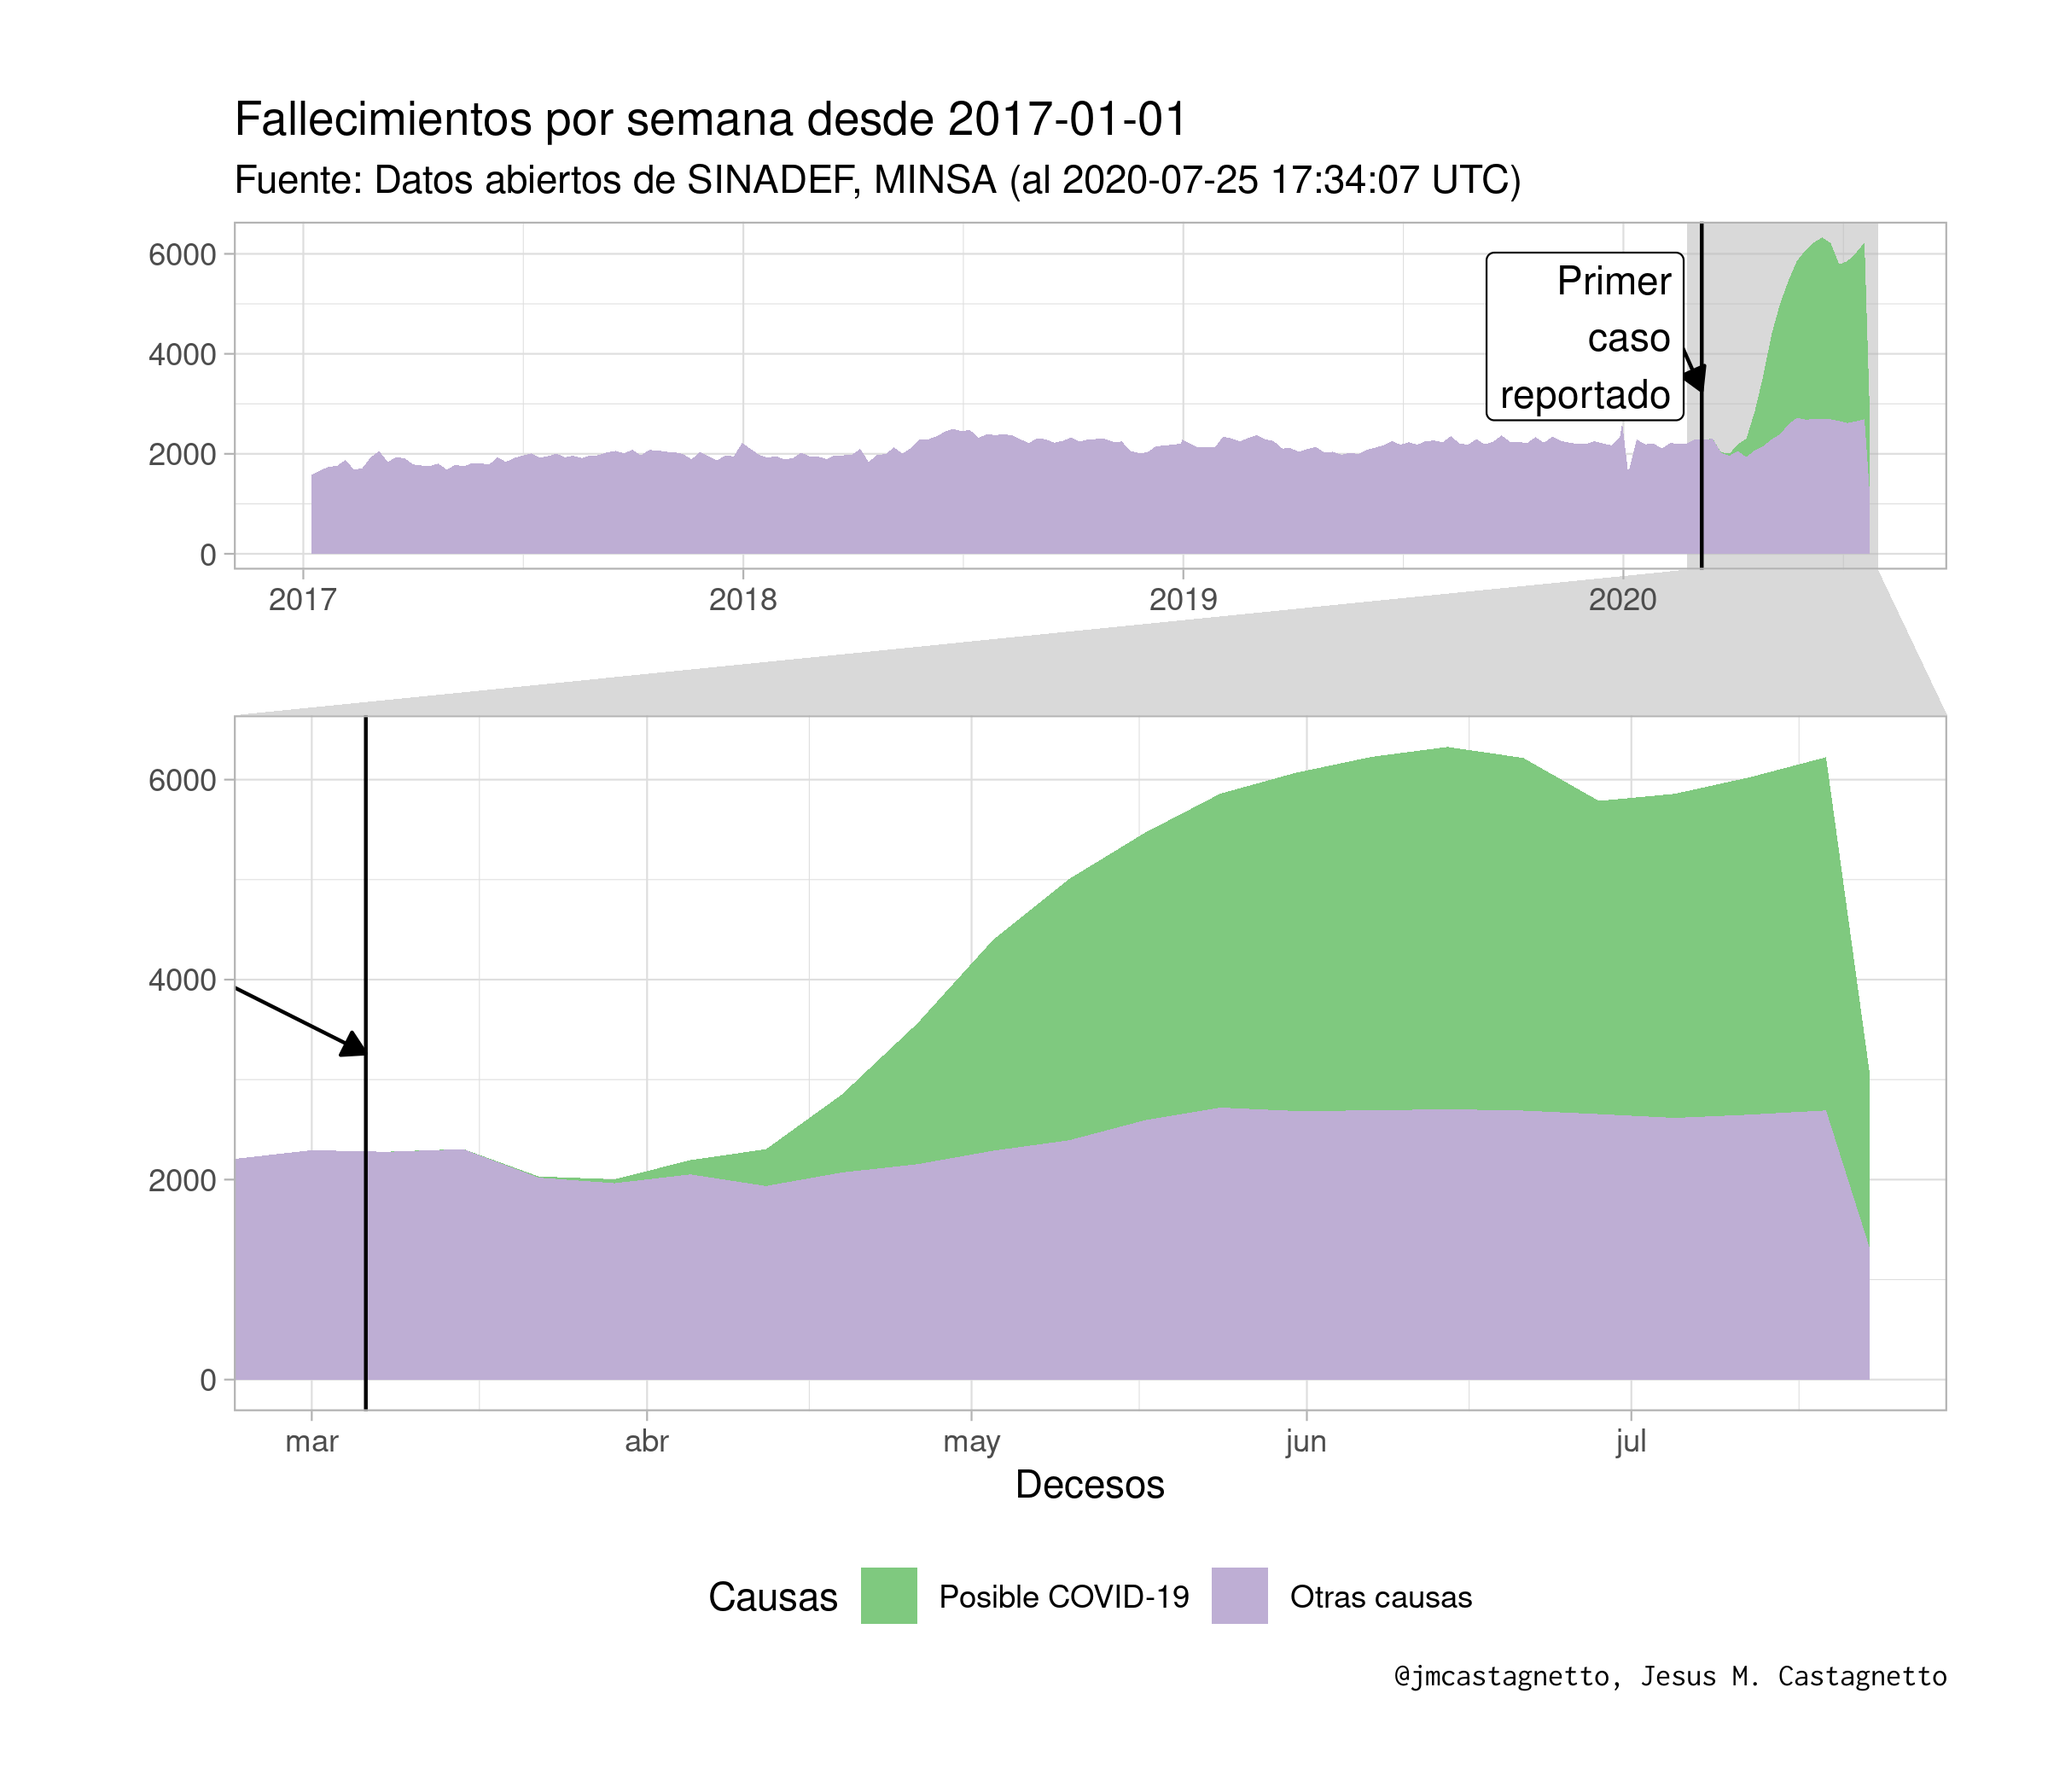 Fallecimientos por semana desde 2017-01-01
Fuente: Datos abiertos de SINADEF, MINSA (al 2020-07-25 17:34:07 UTC)
6000
4000
2000
0
Primer
caso
reportado
2017 2018 2019 2020
6000
4000
2000
0
mar abr may jun jul
Decesos
Causas Posible COVID-19 Otras causas
@jmcastagnetto, Jesus M. Castagnetto